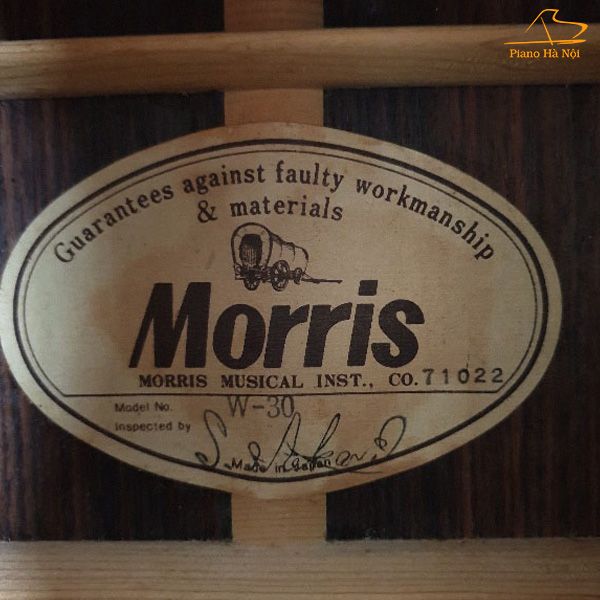 Piano Hà Nội
Guarantees against faulty workmanship
& materials
Morris
MORRIS MUSICAL INST., CO. 71022
Model No. W-30
Inspected by
Made in Japan